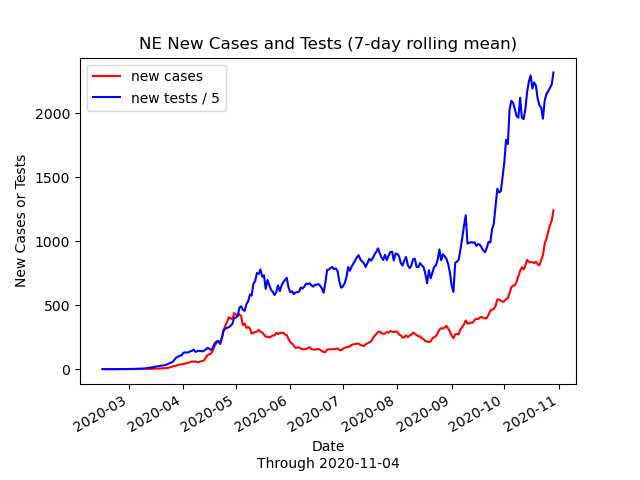 NE New Cases and Tests (7-day rolling mean)
new cases
new tests / 5
New Cases or Tests
2000
1500
1000
500
0
2020-03
2020-04
2020-05
2020-06
2020-07
2020-08
2020-09
2020-10
2020-11
Date
Through 2020-11-04